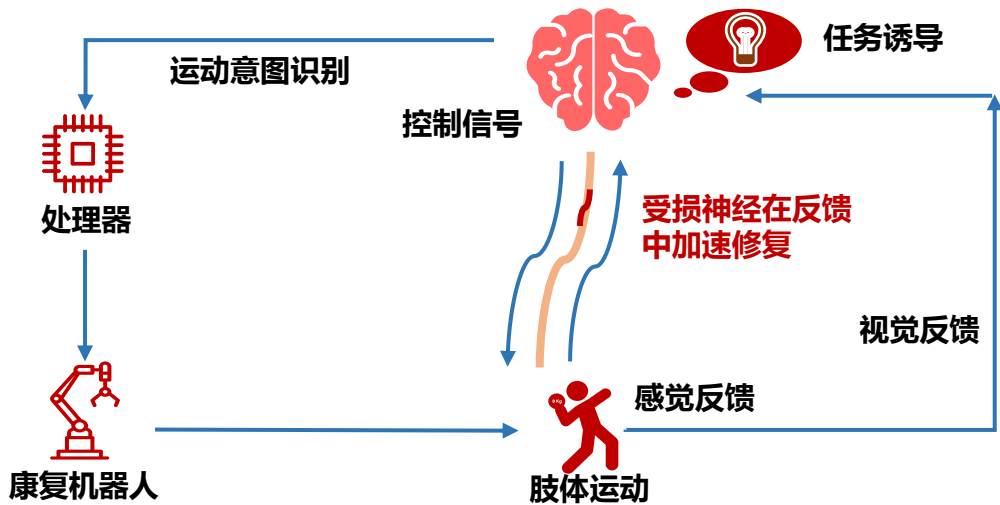 任务诱导
运动意图识别
控制信号
处理器
受损神经在反馈
中加速修复
视觉反馈
感觉反馈
康复机器人
肢体运动